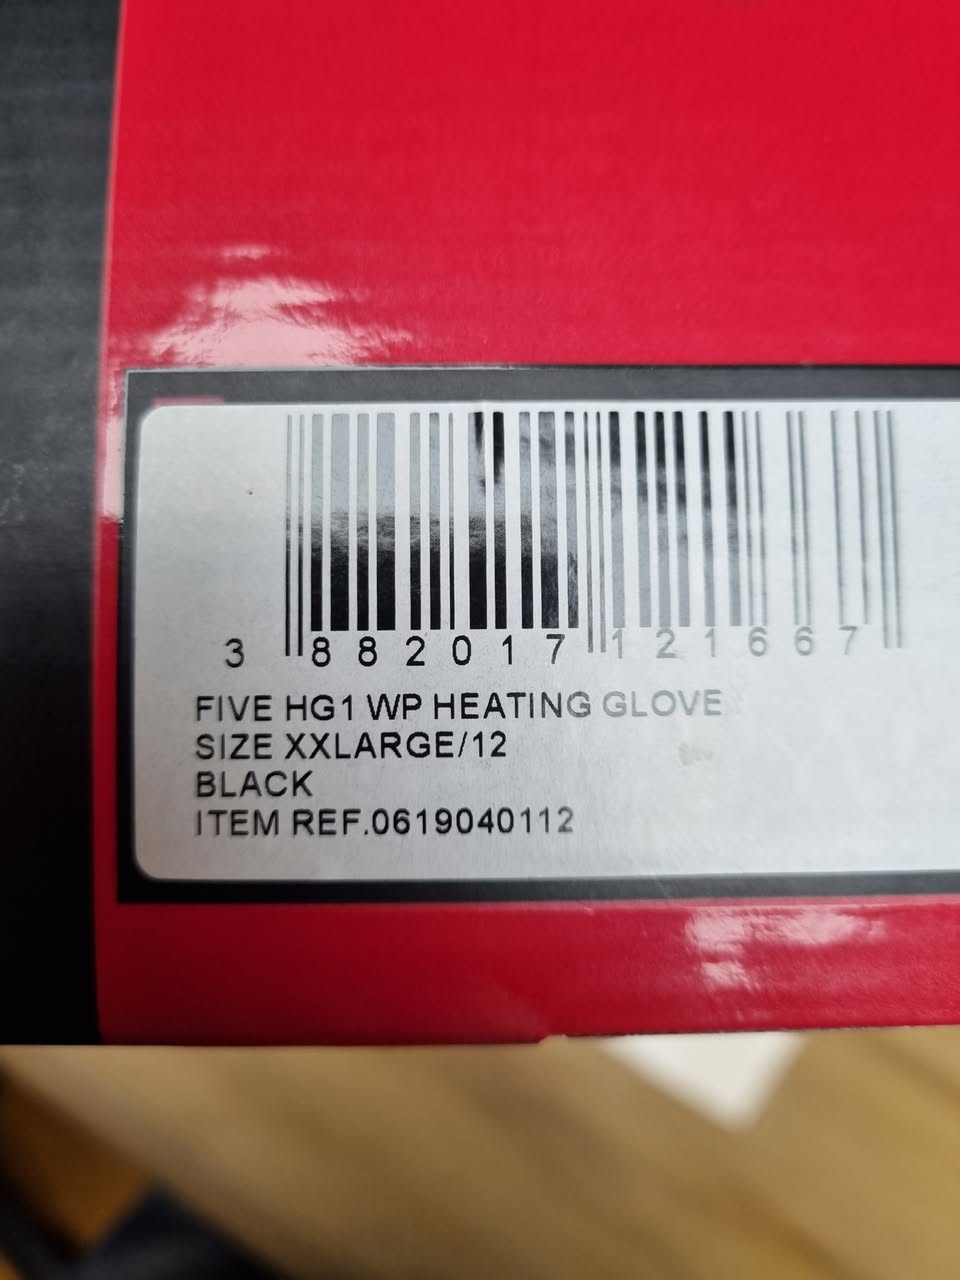 3 882017 121667
FIVE HG1 WP HEATING GLOVE
SIZE XXLARGE/12
BLACK
ITEM REF.0619040112